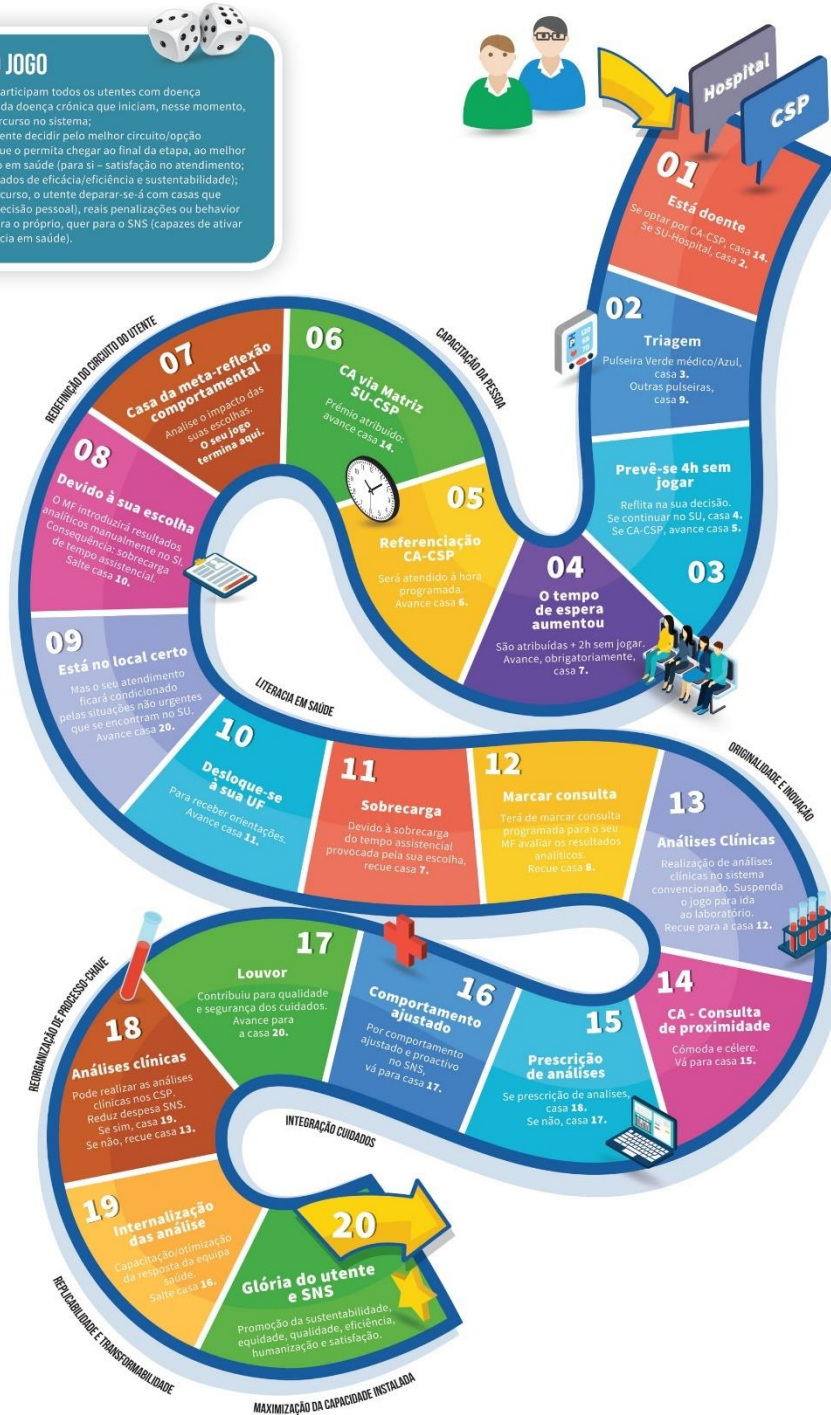 JOGO
articipam todos os utentes com doença
da doença crónica que iniciam, nesse momento,
no sistema;
ente decidir pelo melhor circuito/opção
ue o permita chegar ao final da etapa, ao melhor
em saúde (para si – satisfação no atendimento;
ados de eficácia/eficiência e sustentabilidade);
curso, o utente deparar-se-á com casas que
ecisão pessoal), reais penalizações ou behavior
ra o próprio, quer para o SNS (capazes de ativar
cia em saúde).
Hospital
CSP
01
Está doente
Se optar por CA-CSP, casa 14.
Se SU-Hospital, casa 2.
02
Triagem
Pulseira Verde médico/Azul,
casa 3.
Outras pulseiras,
casa 9.
Prevê-se 4h sem
jogar
Reflita na sua decisão.
Se continuar no SU, casa 4.
Se CA-CSP, avance casa 5.
03
04
O tempo
de espera
aumentou
São atribuídas + 2h sem jogar.
Avance, obrigatoriamente,
casa 7.
05
Referenciação
CA-CSP
Será atendido à hora
programada.
Avance casa 6.
CAPACITAÇÃO DA PESSOA
06
CA via Matriz
SU-CSP
Prémio atribuído:
avance casa 14.
REDEFINIÇÃO DO CIRCUITO DO UTENTE
07
Casa da meta-reflexão
comportamental
Analise o impacto das
suas escolhas.
O seu jogo
termina aqui.
08
Devido à sua escolha
O MF introduzirá resultados
analíticos manualmente no SI.
Consequência: sobrecarga
de tempo assistencial.
Salte casa 10.
09
Está no local certo
Mas o seu atendimento
ficará condicionado
pelas situações não urgentes
que se encontram no SU.
Avance casa 20.
LITERACIA EM SAÚDE
10
Desloque-se
à sua UF
Para receber orientações.
Avance casa 11.
11
Sobrecarga
Devido à sobrecarga
do tempo assistencial
provocada pela sua escolha,
recue casa 7.
12
Marcar consulta
Terá de marcar consulta
programada para o seu
MF avaliar os resultados
analíticos.
Recue casa 8.
ORIGINALIDADE E INOVAÇÃO
13
Análises Clínicas
Realização de análises
clínicas no sistema
convencionado. Suspenda
o jogo para ida
ao laboratório.
Recue para a casa 12.
14
CA - Consulta
de proximidade
Cómoda e célere.
Vá para casa 15.
15
Prescrição
de análises
Se prescrição de analises,
casa 18.
Se não, casa 17.
16
Comportamento
ajustado
Por comportamento
ajustado e proactivo
no SNS,
vá para casa 17.
17
Louvor
Contribuiu para qualidade
e segurança dos cuidados.
Avance para
a casa 20.
REORGANIZAÇÃO DE PROCESSO-CHAVE
18
Análises clínicas
Pode realizar as análises
clínicas nos CSP.
Reduz despesa SNS.
Se sim, casa 19.
Se não, recue casa 13.
INTEGRAÇÃO CUIDADOS
19
Internalização
das análise
Capacitação/otimização
da resposta da equipa
saúde.
Salte casa 16.
REPLICABILIDADE E TRANSFORMABILIDADE
20
Glória do utente
e SNS
Promoção da sustentabilidade,
equidade, qualidade, eficiência,
humanização e satisfação.
MAXIMIZAÇÃO DA CAPACIDADE INSTALADA